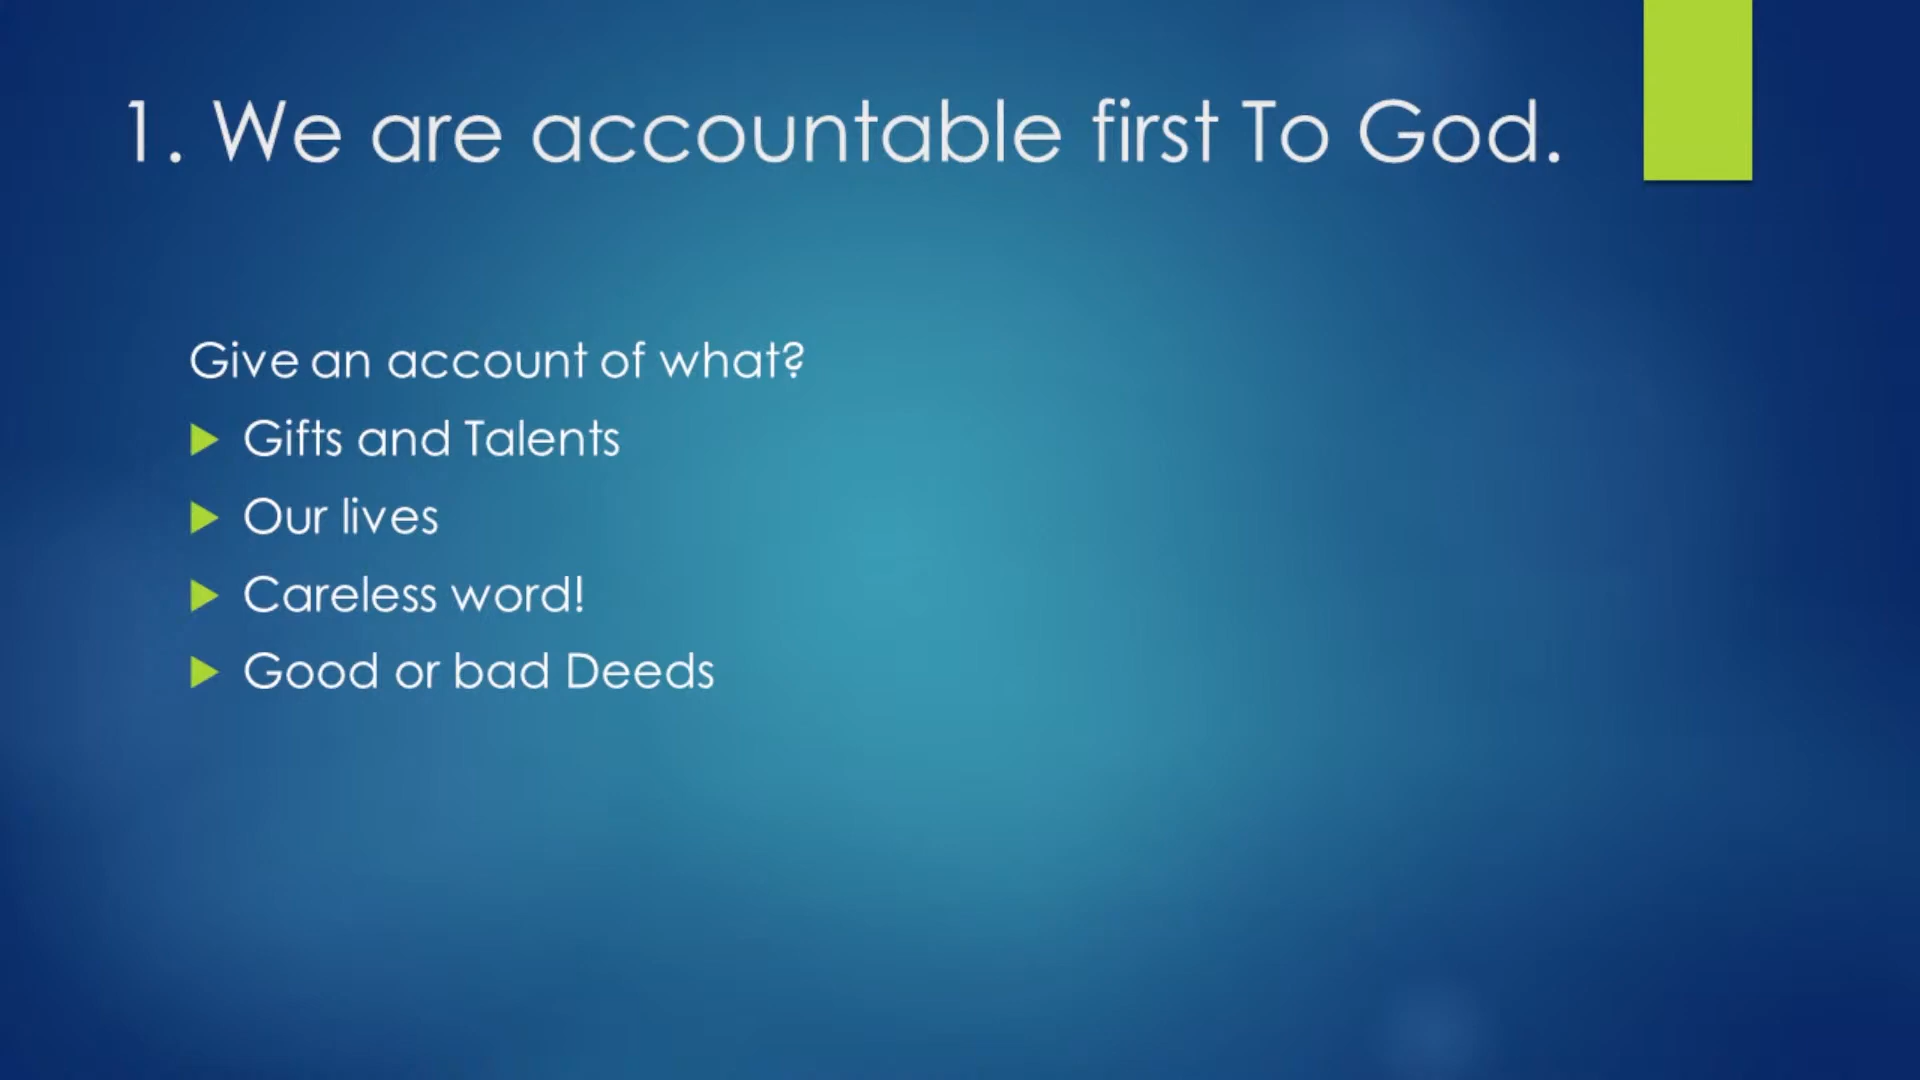 1. We are accountable first To God.
Give an account of what?
Gifts and Talents
Our lives
Careless word!
Good or bad Deeds